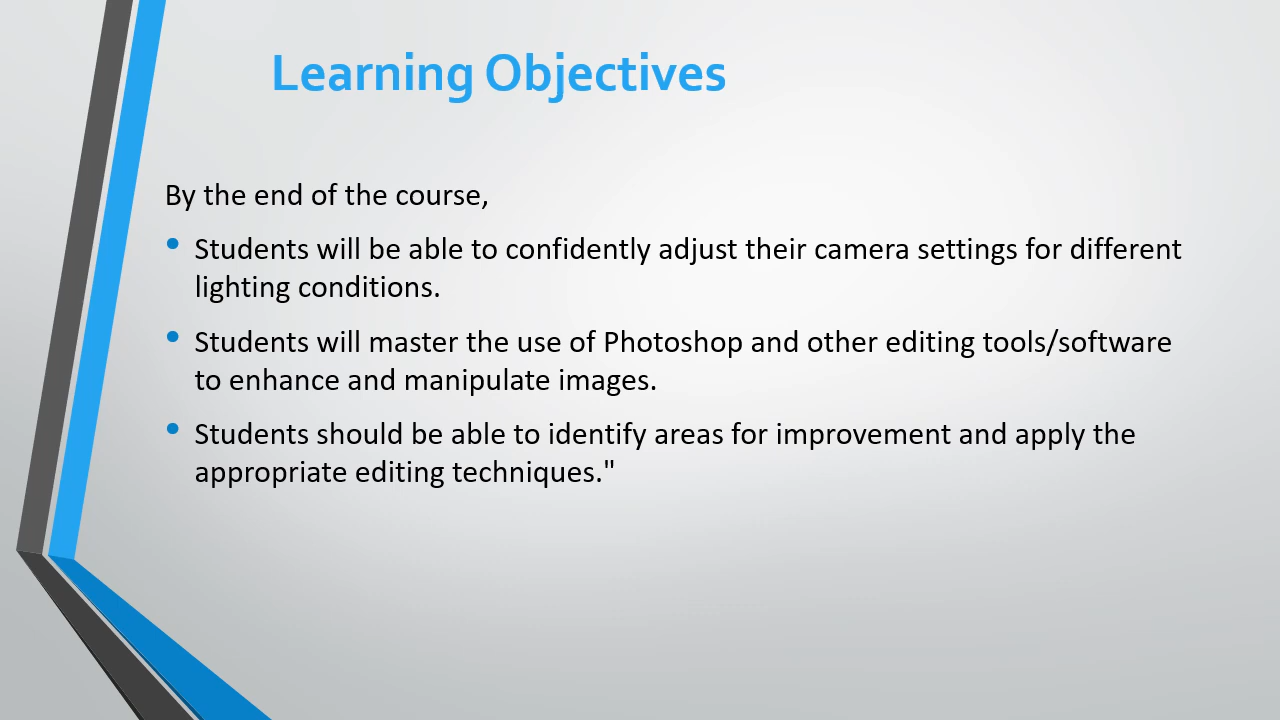 Learning Objectives
By the end of the course,
• Students will be able to confidently adjust their camera settings for different
lighting conditions.
• Students will master the use of Photoshop and other editing tools/software
to enhance and manipulate images.
• Students should be able to identify areas for improvement and apply the
appropriate editing techniques."